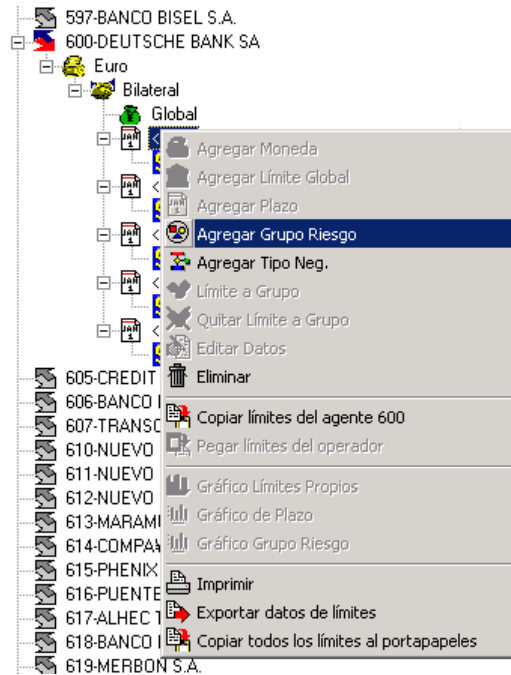 597-BANCO BISEL S.A.
600-DEUTSCHE BANK SA
Euro
Bilateral
Global
<
<
<
<
<
Agregar Moneda
Agregar Límite Global
Agregar Plazo
Agregar Grupo Riesgo
Agregar Tipo Neg.
Límite a Grupo
Quitar Límite a Grupo
Editar Datos
Eliminar
Copiar límites del agente 600
Pegar límites del operador
Gráfico Límites Propios
Gráfico de Plazo
Gráfico Grupo Riesgo
Imprimir
Exportar datos de límites
Copiar todos los límites al portapapeles
605-CREDIT
606-BANCO
607-TRANSC
610-NUEVO
611-NUEVO
612-NUEVO
613-MARAM
614-COMPA
615-PHENIX
616-PUENTE
617-ALHEC
618-BANCO
619-MERBON S.A.